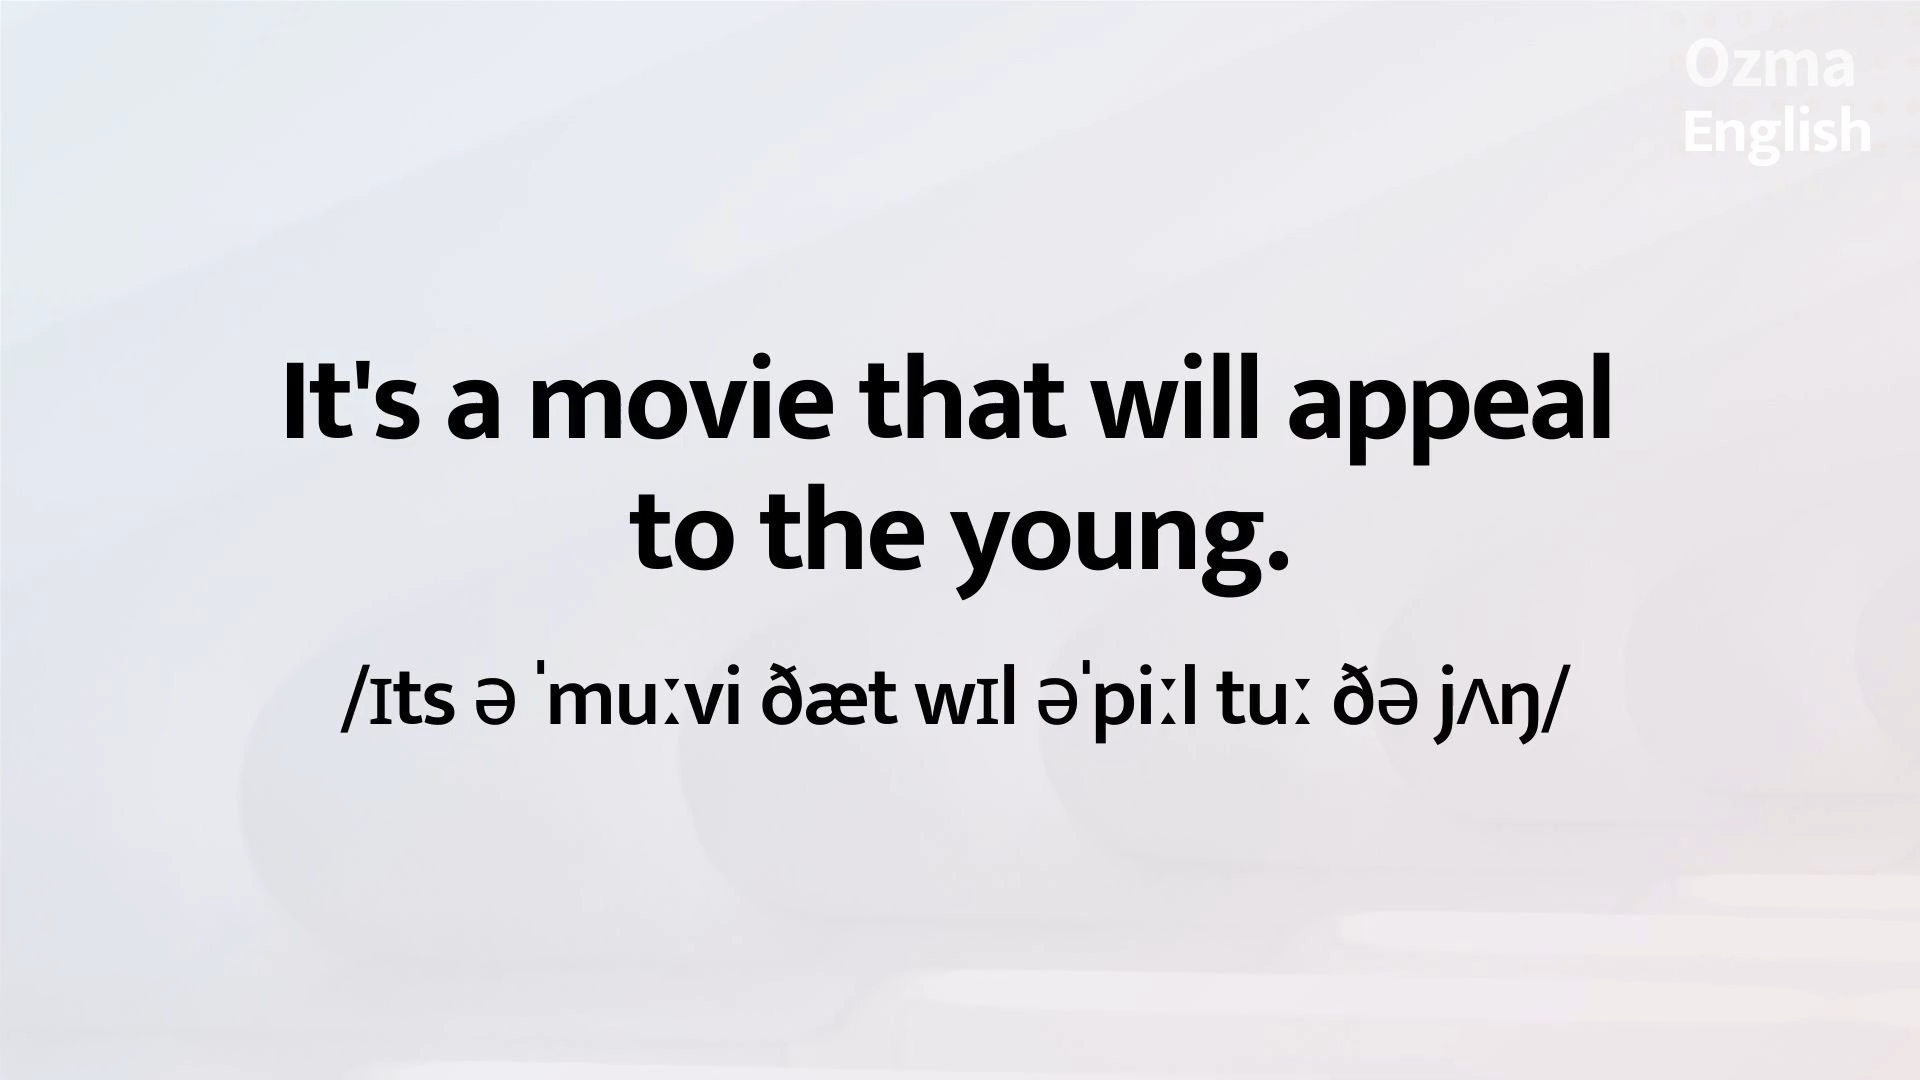 Ozma
English
It's a movie that will appeal
to the young.
/ɪts ə ˈmuːvi ðæt wɪl əˈpiːl tuː ðə jʌŋ/